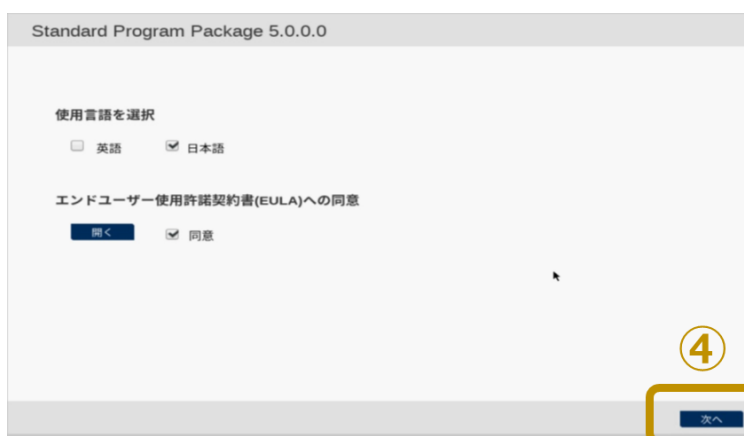 Standard Program Package 5.0.0.0
使用言語を選択
英語 日本語
エンドユーザー使用許諾契約書(EULA)への同意
開く 同意
④
次へ